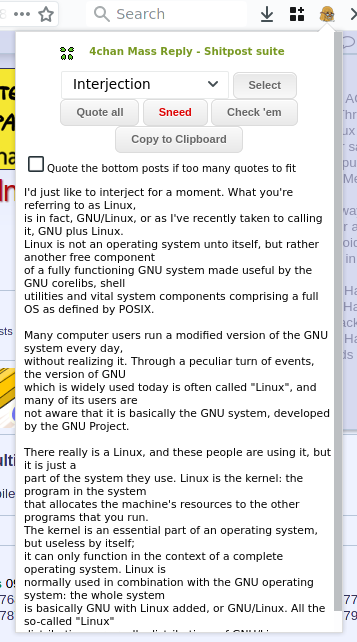 Search
4chan Mass Reply - Shitpost suite
Interjection
Select
Quote all
Sneed
Check 'em
Copy to Clipboard
Quote the bottom posts if too many quotes to fit
I'd just like to interject for a moment. What you're
referring to as Linux,
is in fact, GNU/Linux, or as I've recently taken to calling
it, GNU plus Linux.
Linux is not an operating system unto itself, but rather
another free component
of a fully functioning GNU system made useful by the
GNU corelibs, shell
utilities and vital system components comprising a full
OS as defined by POSIX.
Many computer users run a modified version of the GNU
system every day,
without realizing it. Through a peculiar turn of events,
the version of GNU
which is widely used today is often called "Linux", and
many of its users are
not aware that it is basically the GNU system, developed
by the GNU Project.
There really is a Linux, and these people are using it, but
it is just a
part of the system they use. Linux is the kernel: the
program in the system
that allocates the machine's resources to the other
programs that you run.
The kernel is an essential part of an operating system,
but useless by itself;
it can only function in the context of a complete
operating system. Linux is
normally used in combination with the GNU operating
system: the whole system
is basically GNU with Linux added, or GNU/Linux. All the
so-called "Linux"